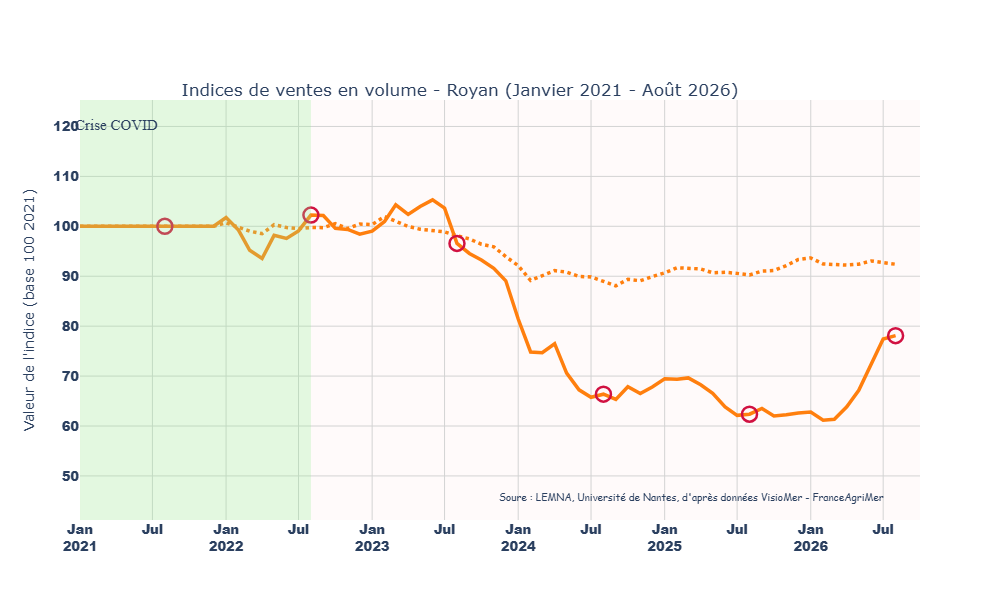 Indices de ventes en volume - Royan (Janvier 2021 - Août 2026)
Valeur de l'indice (base 100 2021)
120
Crise COVID
110
100
90
80
70
60
50
Soure : LEMNA, Université de Nantes, d'après données VisioMer - FranceAgriMer
Jan Jul Jan Jul Jan Jul Jan Jul Jan Jul Jan Jul
2021 2022 2023 2024 2025 2026